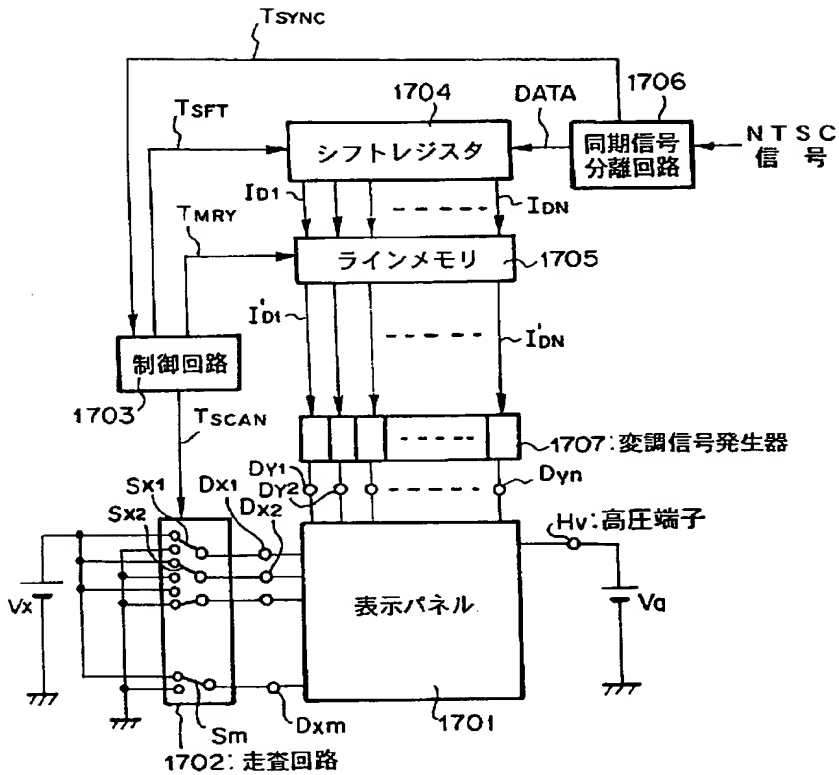 TSYNC
1704
DATA
1706
TSFT
シフトレジスタ
同期信号
分離回路
NTSC
信号
ID1
IDN
TMRY
ラインメモリ
1705
I'D1
I'DN
制御回路
1703
TSCAN
1707:変調信号発生器
DY1
DY2
Dyn
SX1
DX1
SX2
DX2
Hv:高圧端子
Vx
表示パネル
Va
Sm
Dxm
1701
1702:走査回路